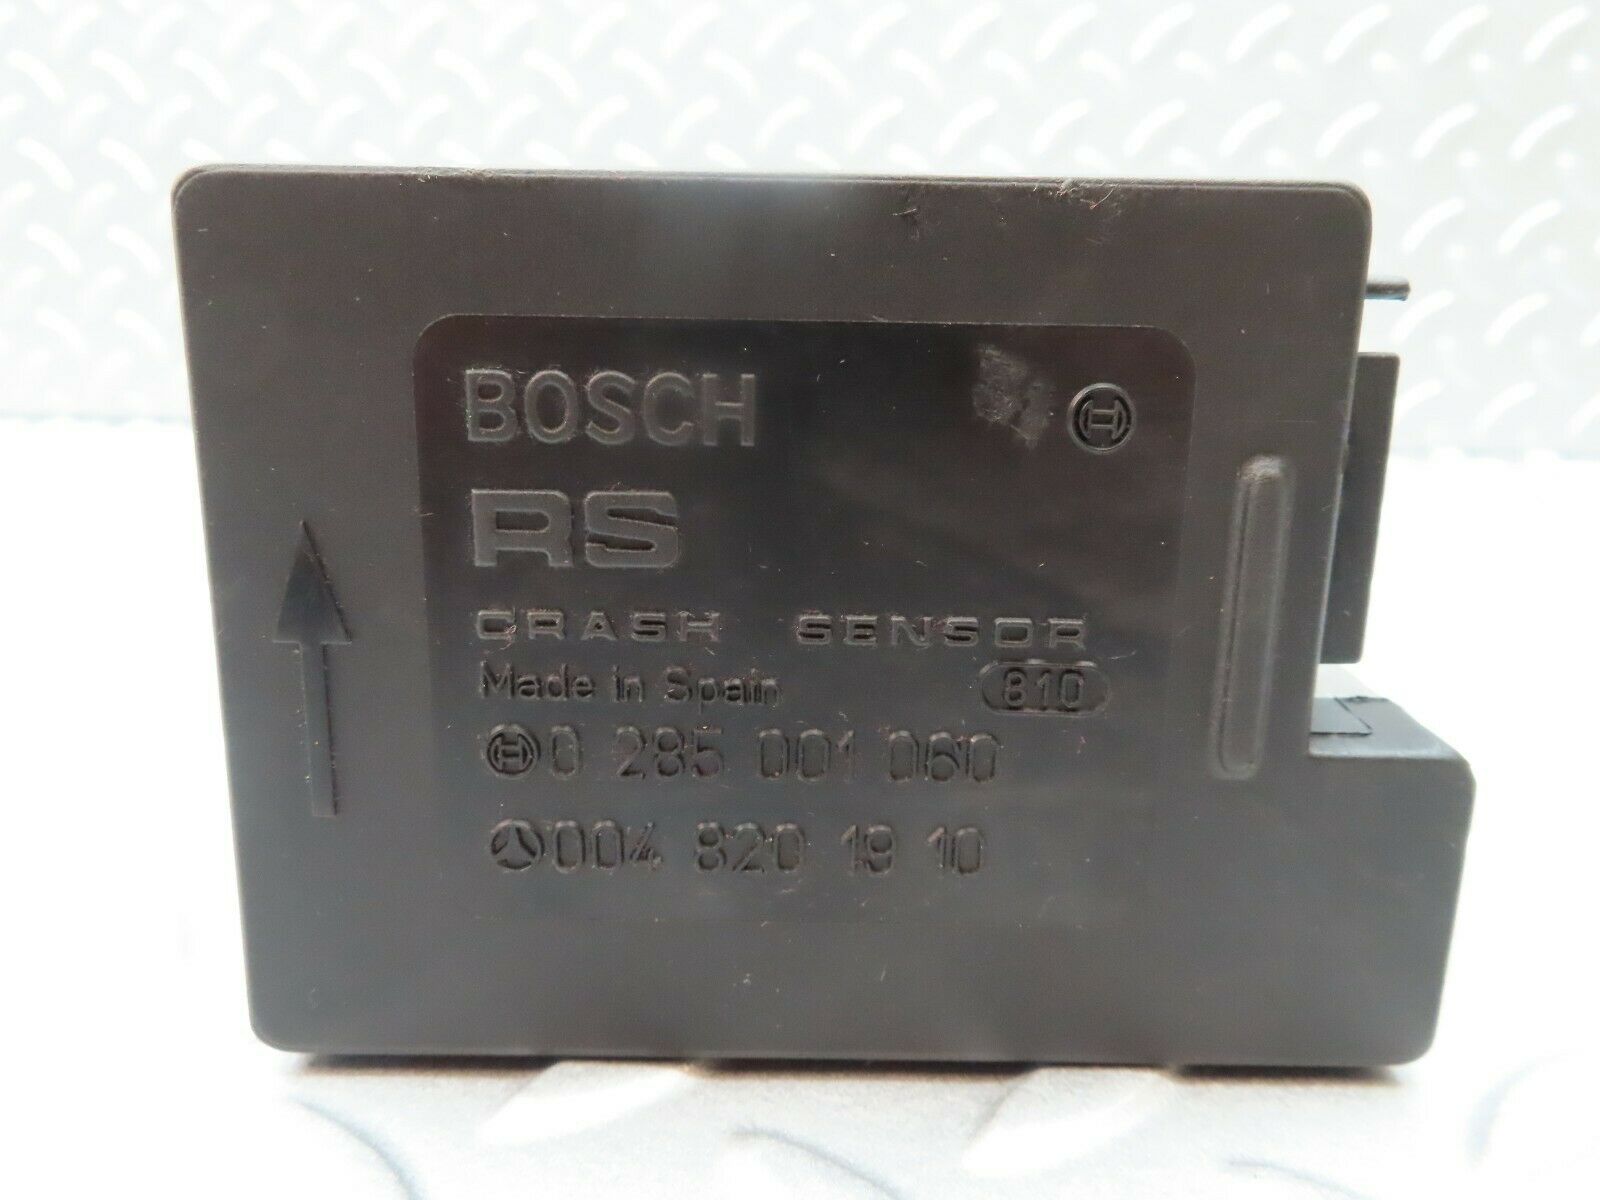 BOSCH
RS
CRASH SENSOR
Made in Spain 810
0 285 001 060
004 820 19 10